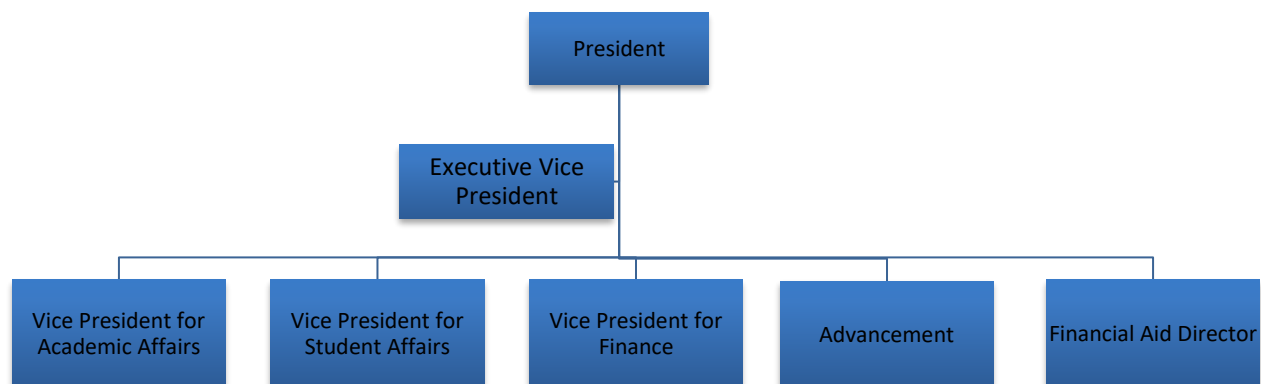 President
Executive Vice
President
Vice President for
Academic Affairs
Vice President for
Student Affairs
Vice President for
Finance
Advancement
Financial Aid Director